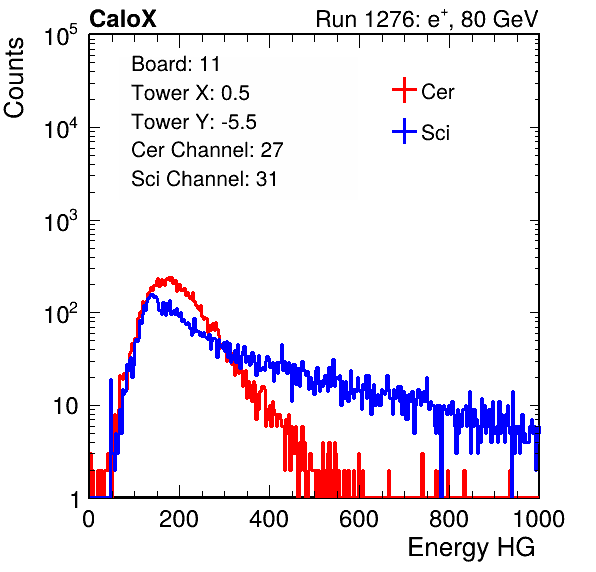 CaloX Run 1276: e⁺, 80 GeV
Counts
Board: 11
Tower X: 0.5
Tower Y: -5.5
Cer Channel: 27
Sci Channel: 31
Cer
Sci
10⁵
10⁴
10³
10²
10
1
0 200 400 600 800 1000
Energy HG